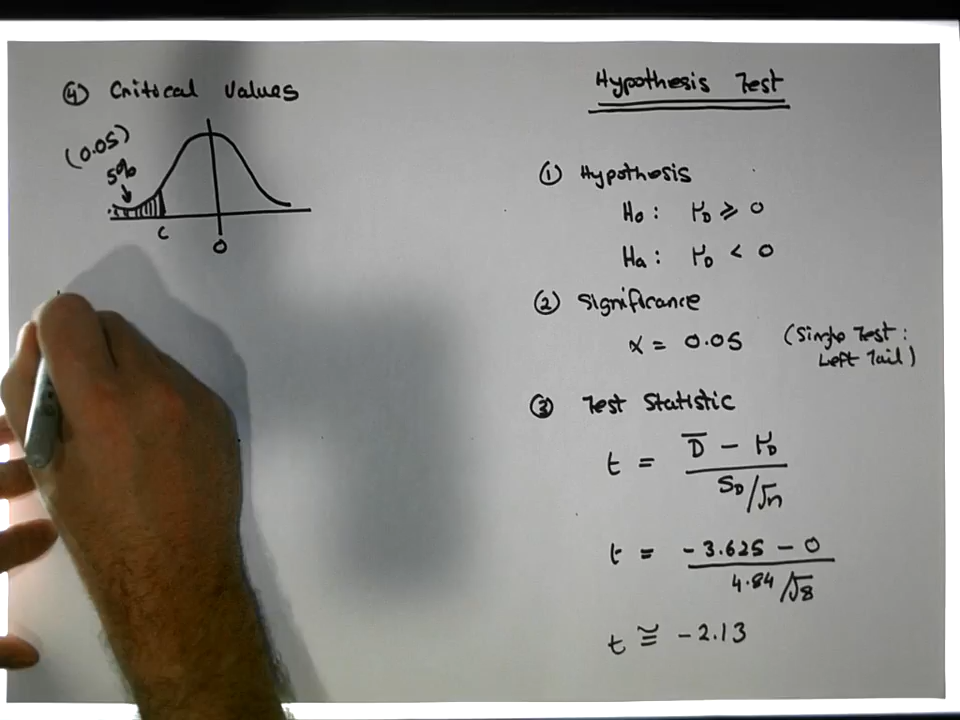 ④ Critical Values
(0.05)
5%
C
0
Hypothesis Test
① Hypothesis
Ho : μD ⩾ 0
Ha : μD < 0
② Significance
α = 0.05 (Single Test :
Left Tail)
③ Test Statistic
t = D̅ - μD / SD/√n
t = -3.625 - 0 / 4.84/√8
t ≅ -2.13